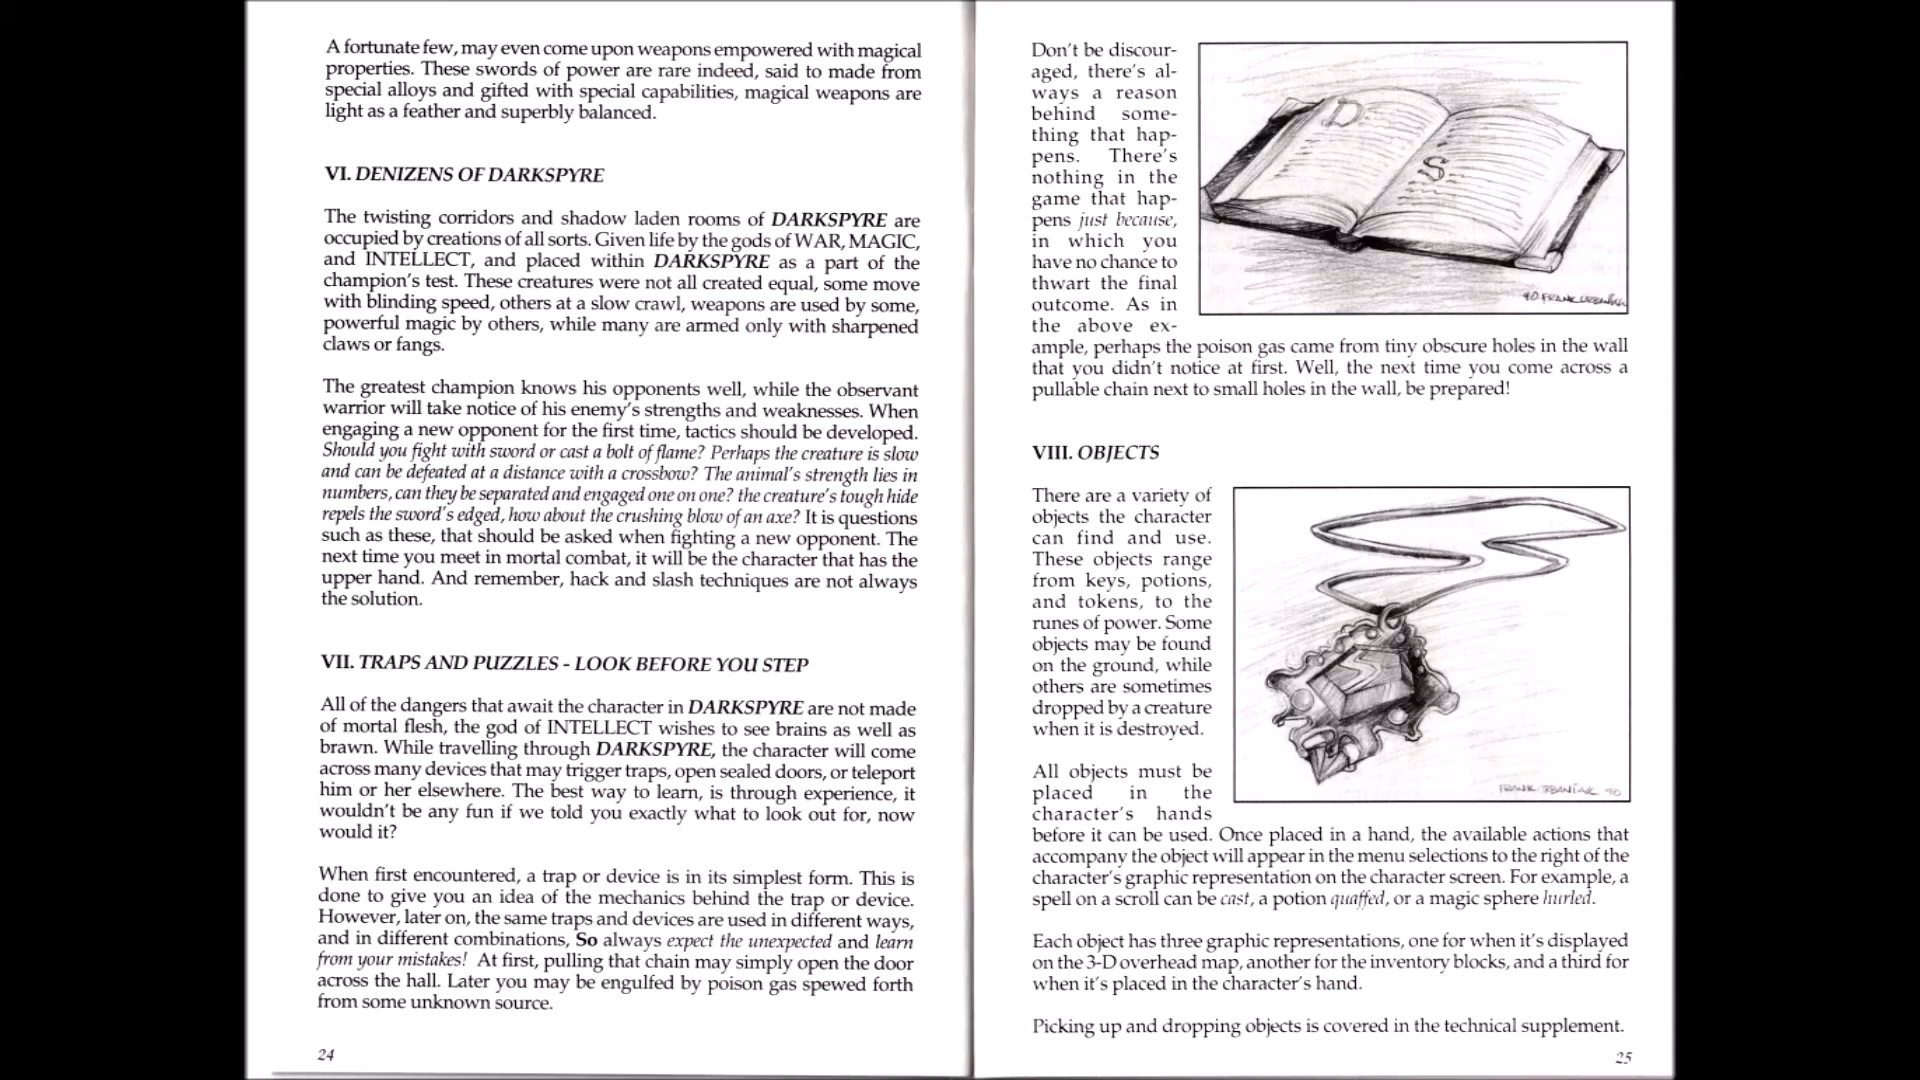 A fortunate few, may even come upon weapons empowered with magical
properties. These swords of power are rare indeed, said to made from
special alloys and gifted with special capabilities, magical weapons are
light as a feather and superbly balanced.
VI. DENIZENS OF DARKSPYRE
The twisting corridors and shadow laden rooms of DARKSPYRE are
occupied by creations of all sorts. Given life by the gods of WAR, MAGIC,
and INTELLECT, and placed within DARKSPYRE as a part of the
champion's test. These creatures were not all created equal, some move
with blinding speed, others at a slow crawl, weapons are used by some,
powerful magic by others, while many are armed only with sharpened
claws or fangs.
The greatest champion knows his opponents well, while the observant
warrior will take notice of his enemy's strengths and weaknesses. When
engaging a new opponent for the first time, tactics should be developed.
Should you fight with sword or cast a bolt of flame? Perhaps the creature is slow
and can be defeated at a distance with a crossbow? The animal's strength lies in
numbers, can they be separated and engaged one on one? the creature's tough hide
repels the sword's edged, how about the crushing blow of an axe? It is questions
such as these, that should be asked when fighting a new opponent. The
next time you meet in mortal combat, it will be the character that has the
upper hand. And remember, hack and slash techniques are not always
the solution.
VII. TRAPS AND PUZZLES - LOOK BEFORE YOU STEP
All of the dangers that await the character in DARKSPYRE are not made
of mortal flesh, the god of INTELLECT wishes to see brains as well as
brawn. While travelling through DARKSPYRE, the character will come
across many devices that may trigger traps, open sealed doors, or teleport
him or her elsewhere. The best way to learn, is through experience, it
wouldn't be any fun if we told you exactly what to look out for, now
would it?
When first encountered, a trap or device is in its simplest form. This is
done to give you an idea of the mechanics behind the trap or device.
However, later on, the same traps and devices are used in different ways,
and in different combinations, So always expect the unexpected and learn
from your mistakes! At first, pulling that chain may simply open the door
across the hall. Later you may be engulfed by poison gas spewed forth
from some unknown source.
24
Don't be discour-
aged, there's al-
ways a reason
behind some-
thing that hap-
pens. There's
nothing in the
game that hap-
pens just because,
in which you
have no chance to
thwart the final
outcome. As in
the above ex-
ample, perhaps the poison gas came from tiny obscure holes in the wall
that you didn't notice at first. Well, the next time you come across a
pullable chain next to small holes in the wall, be prepared!
D
S
90 FRANK URBANIAK
VIII. OBJECTS
There are a variety of
objects the character
can find and use.
These objects range
from keys, potions,
and tokens, to the
runes of power. Some
objects may be found
on the ground, while
others are sometimes
dropped by a creature
when it is destroyed.
All objects must be
placed in the
character's hands
before it can be used. Once placed in a hand, the available actions that
accompany the object will appear in the menu selections to the right of the
character's graphic representation on the character screen. For example, a
spell on a scroll can be cast, a potion quaffed, or a magic sphere hurled.
FRANK URBANIAK 90
Each object has three graphic representations, one for when it's displayed
on the 3-D overhead map, another for the inventory blocks, and a third for
when it's placed in the character's hand.
Picking up and dropping objects is covered in the technical supplement.
25